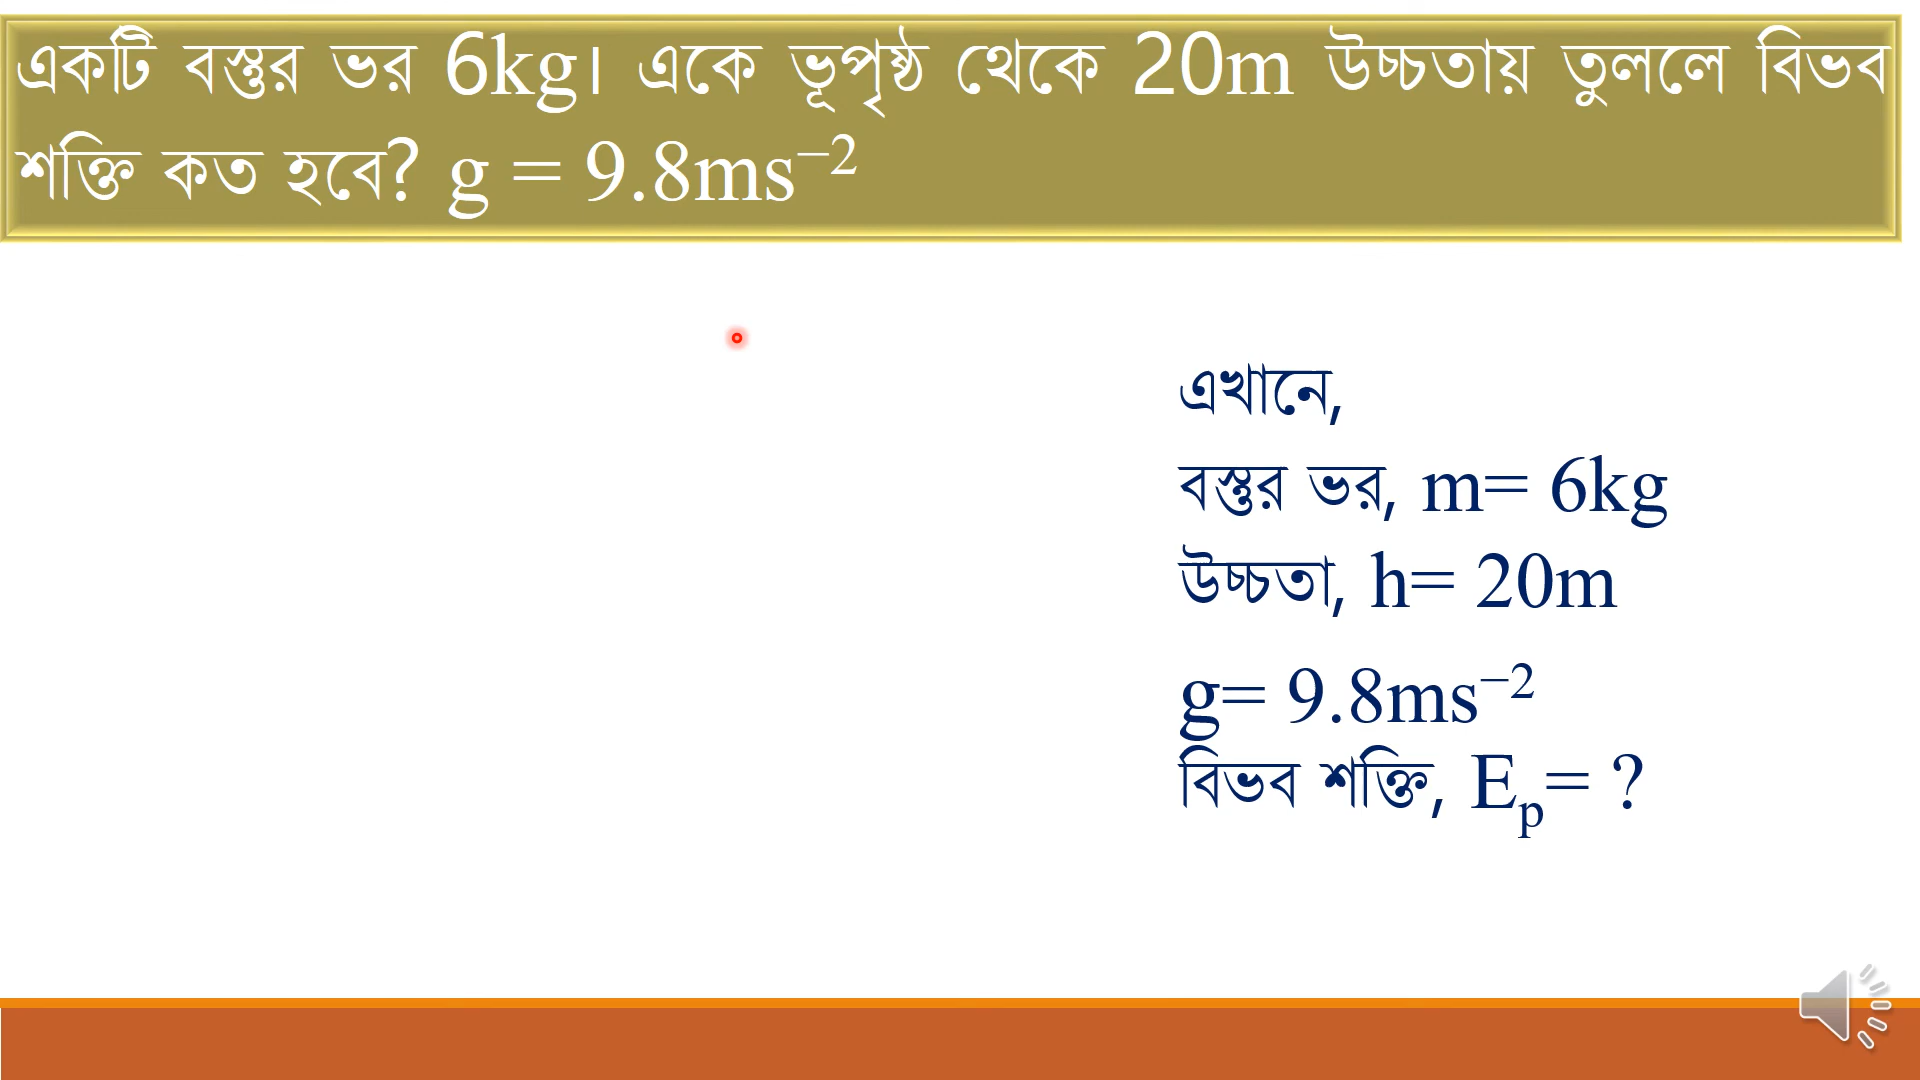 একটি বস্তুর ভর 6kg। একে ভূপৃষ্ঠ থেকে 20m উচ্চতায় তুললে বিভব
শক্তি কত হবে? g = 9.8ms⁻²
এখানে,
বস্তুর ভর, m= 6kg
উচ্চতা, h= 20m
g= 9.8ms⁻²
বিভব শক্তি, Eₚ= ?